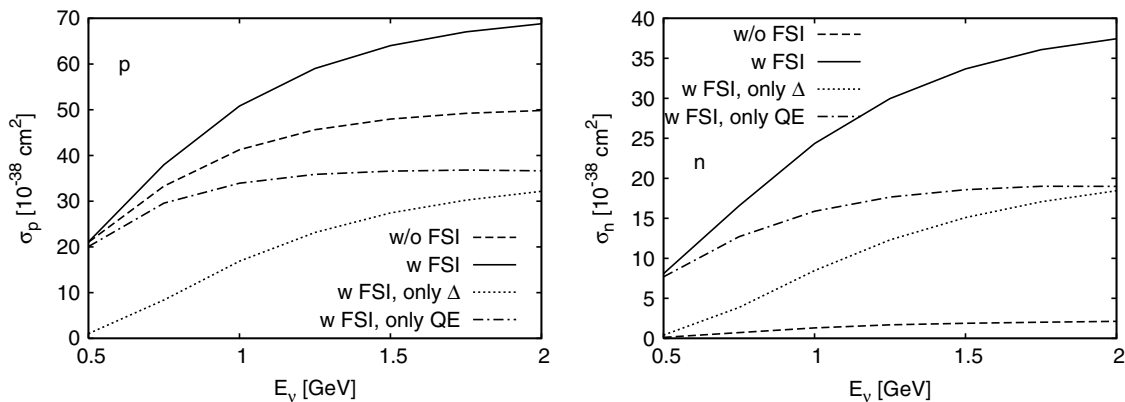 70
60
50
40
30
20
10
0
σp [10-38 cm2]
p
w/o FSI
w FSI
w FSI, only Δ
w FSI, only QE
0.5
1
1.5
2
Eν [GeV]
40
35
30
25
20
15
10
5
0
σn [10-38 cm2]
w/o FSI
w FSI
w FSI, only Δ
w FSI, only QE
n
0.5
1
1.5
2
Eν [GeV]